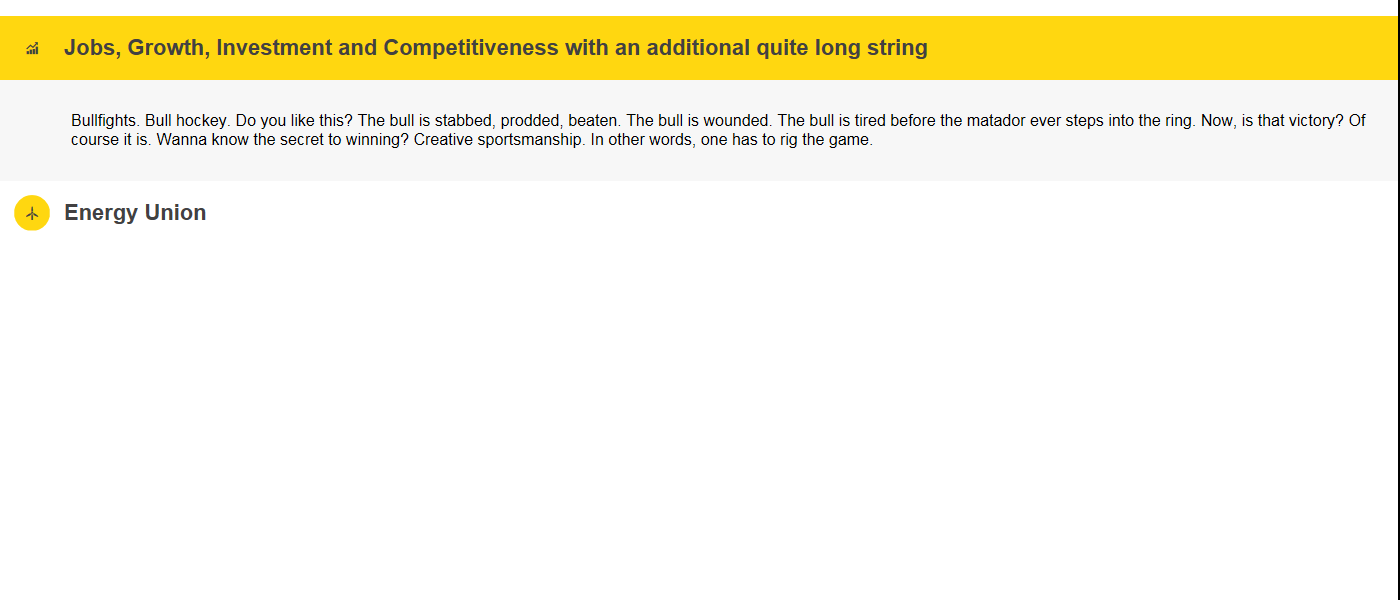 Jobs, Growth, Investment and Competitiveness with an additional quite long string
Bullfights. Bull hockey. Do you like this? The bull is stabbed, prodded, beaten. The bull is wounded. The bull is tired before the matador ever steps into the ring. Now, is that victory? Of
course it is. Wanna know the secret to winning? Creative sportsmanship. In other words, one has to rig the game.
Energy Union